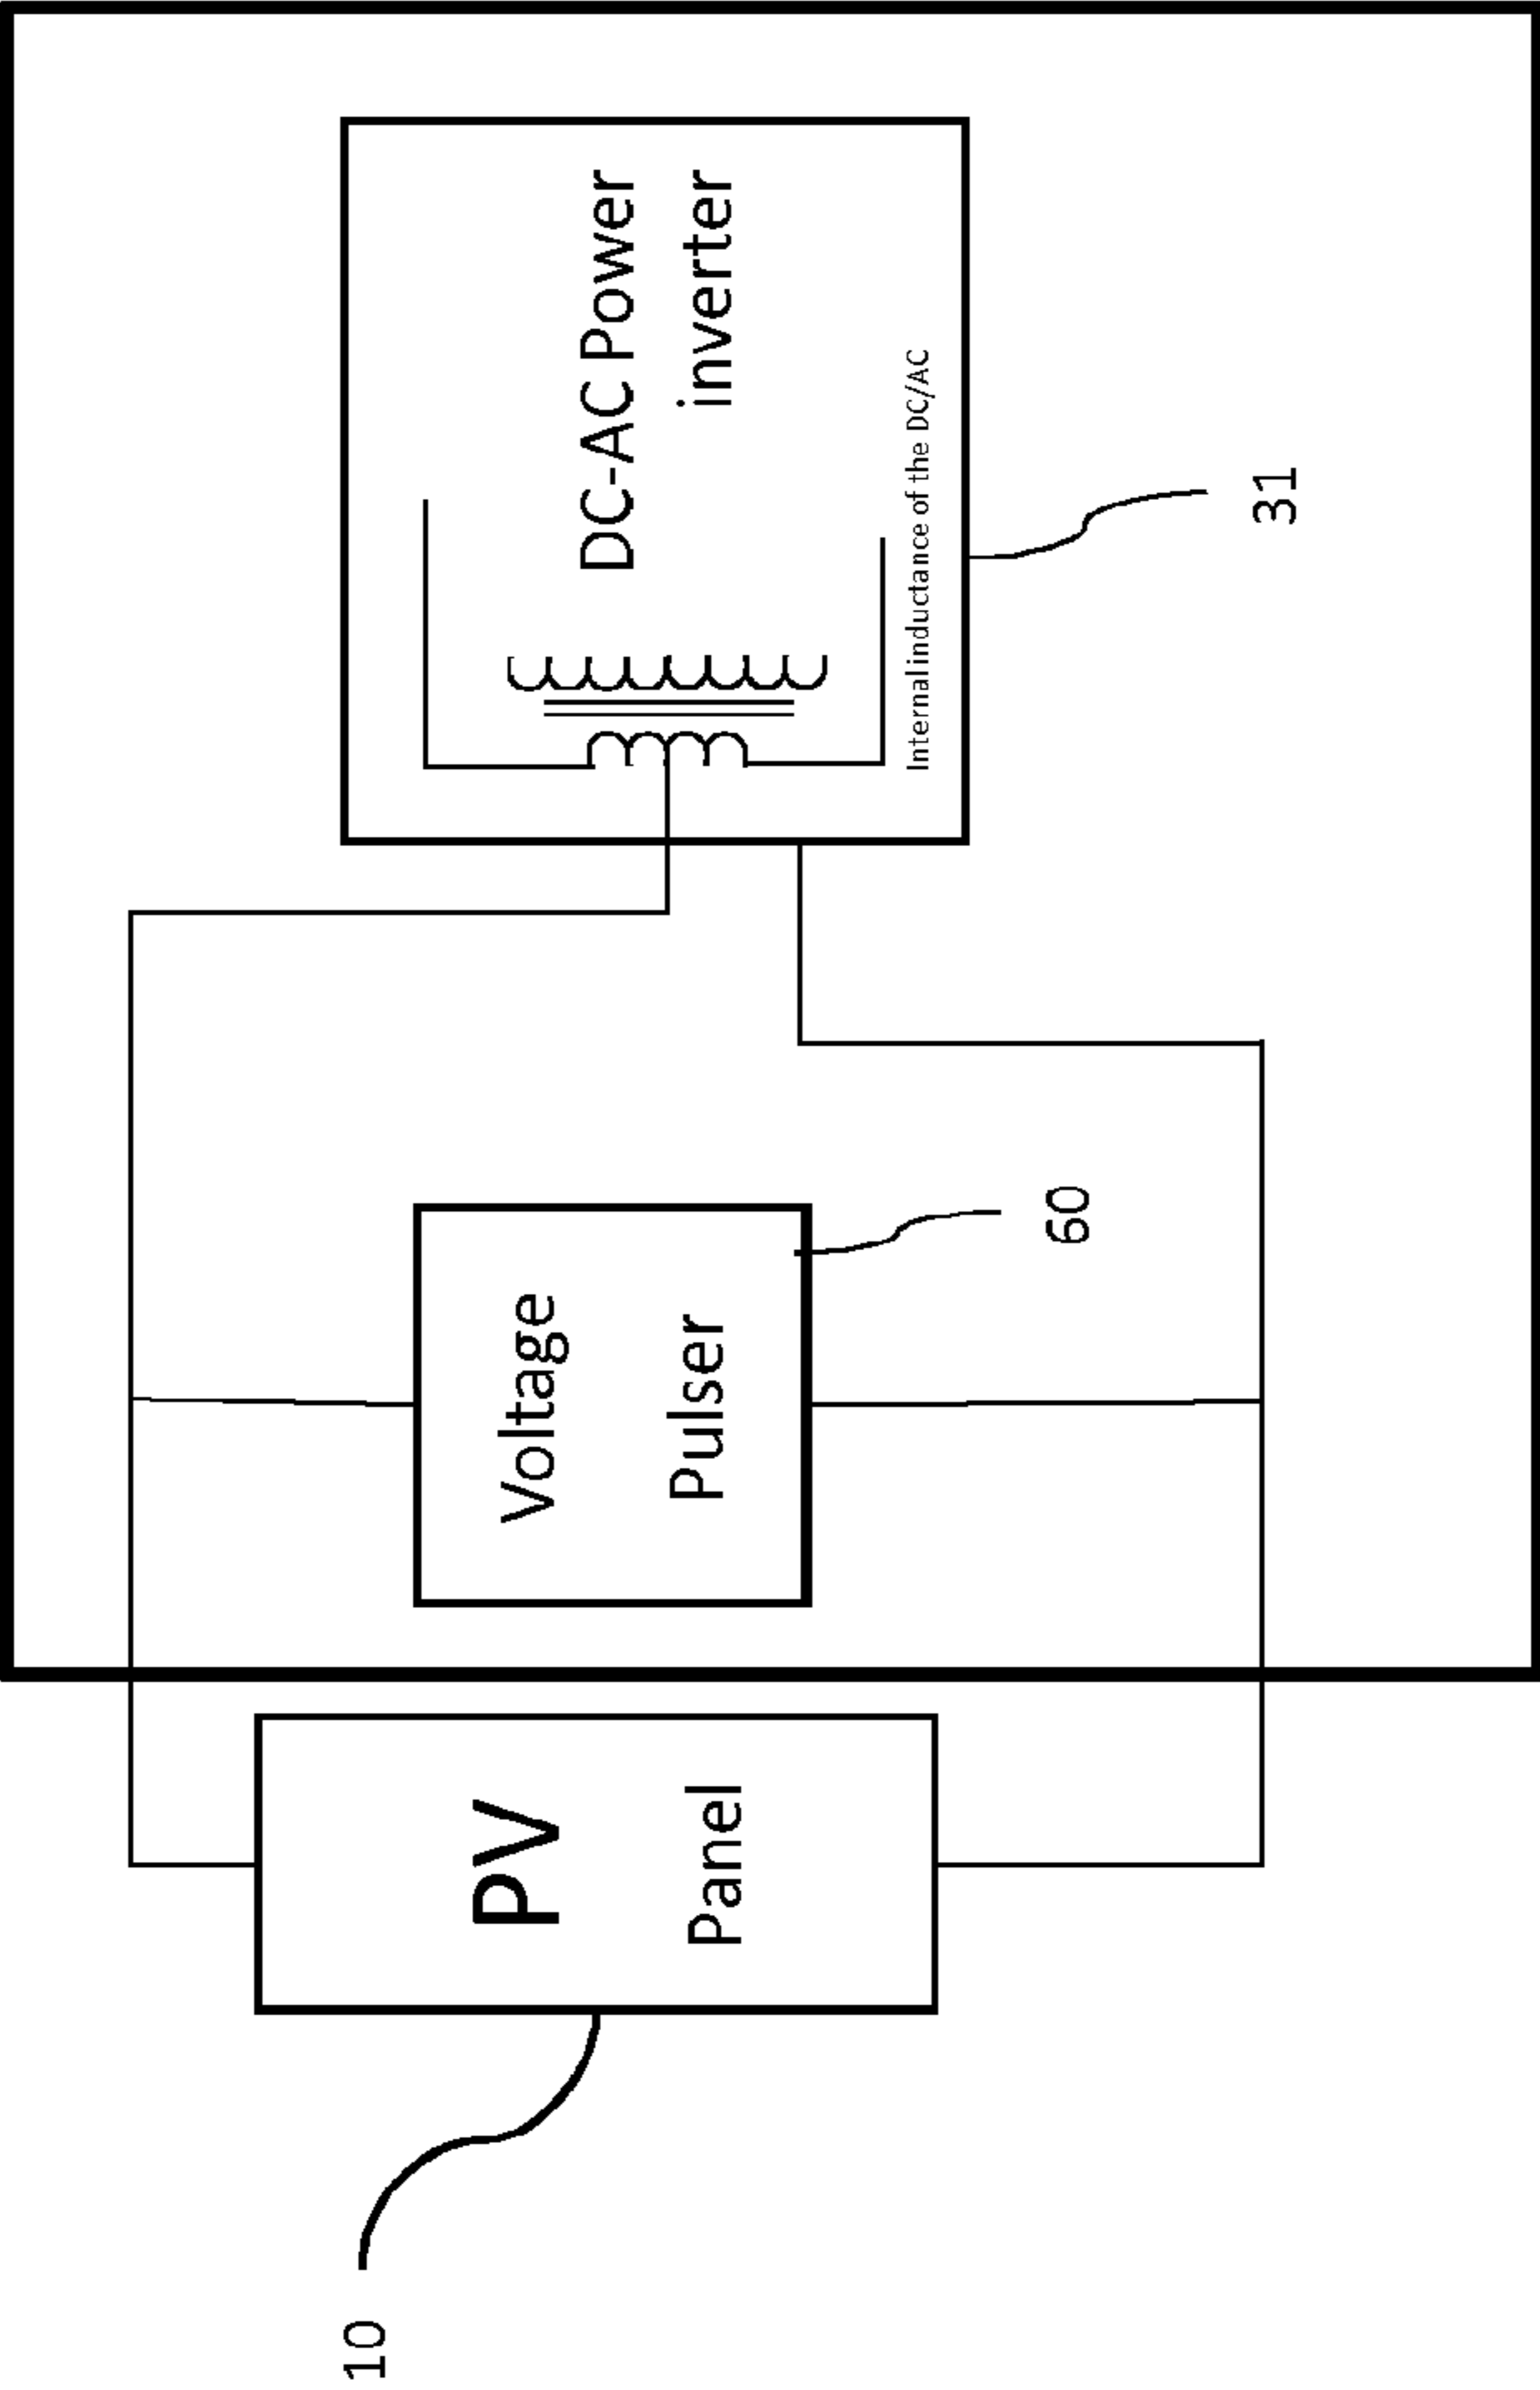 10
PV
Panel
Voltage
Pulser
60
DC-AC Power
inverter
Internal inductance of the DC/AC
31